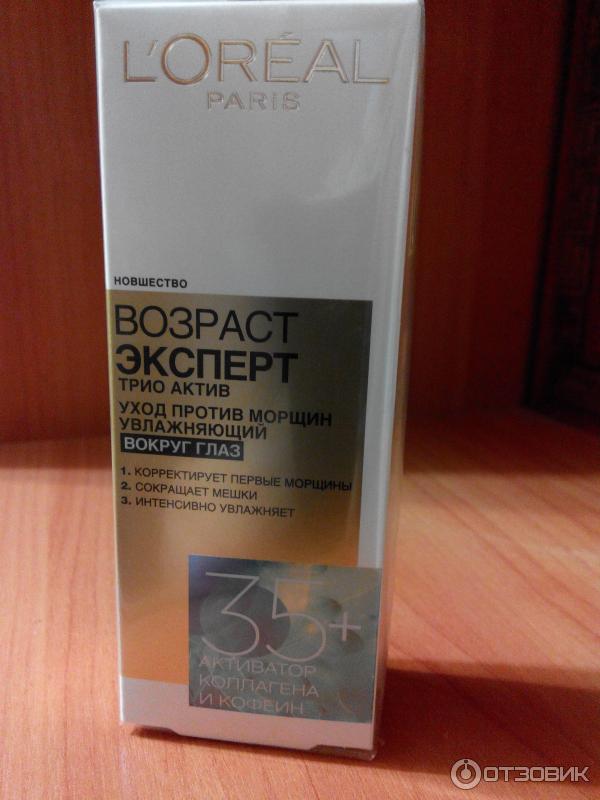 L'ORÉAL
PARIS
НОВШЕСТВО
ВОЗРАСТ
ЭКСПЕРТ
ТРИО АКТИВ
УХОД ПРОТИВ МОРЩИН
УВЛАЖНЯЮЩИЙ
ВОКРУГ ГЛАЗ
1. КОРРЕКТИРУЕТ ПЕРВЫЕ МОРЩИНЫ
2. СОКРАЩАЕТ МЕШКИ
3. ИНТЕНСИВНО УВЛАЖНЯЕТ
35+
АКТИВАТОР
КОЛЛАГЕНА
И КОФЕИН
ОТЗОВИК